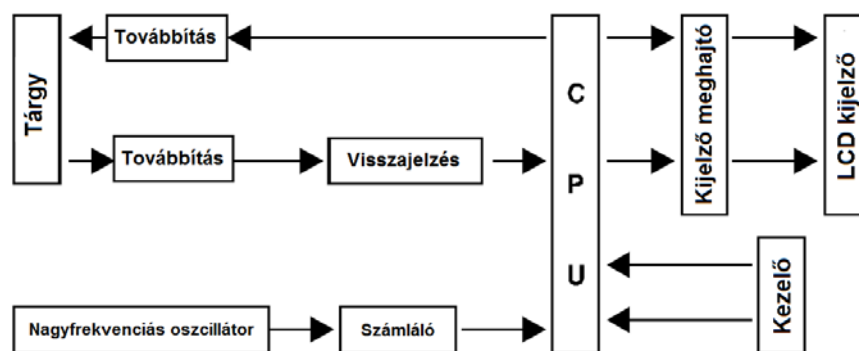 Tárgy
Továbbítás
Továbbítás
Visszajelzés
Nagyfrekvenciás oszcillátor
Számláló
C
P
U
Kijelző meghajtó
LCD kijelző
Kezelő